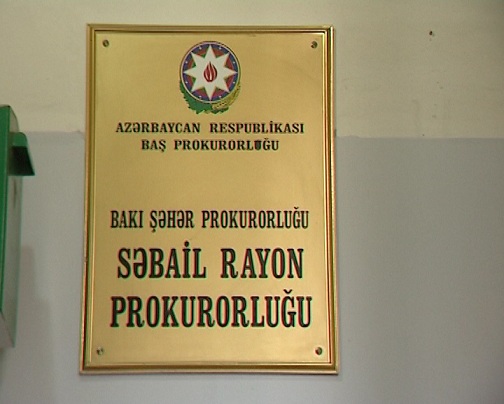 AZƏRBAYCAN RESPUBLİKASI
BAŞ PROKURORLUĞU
BAKI ŞƏHƏR PROKURORLUĞU
SƏBAİL RAYON
PROKURORLUĞU